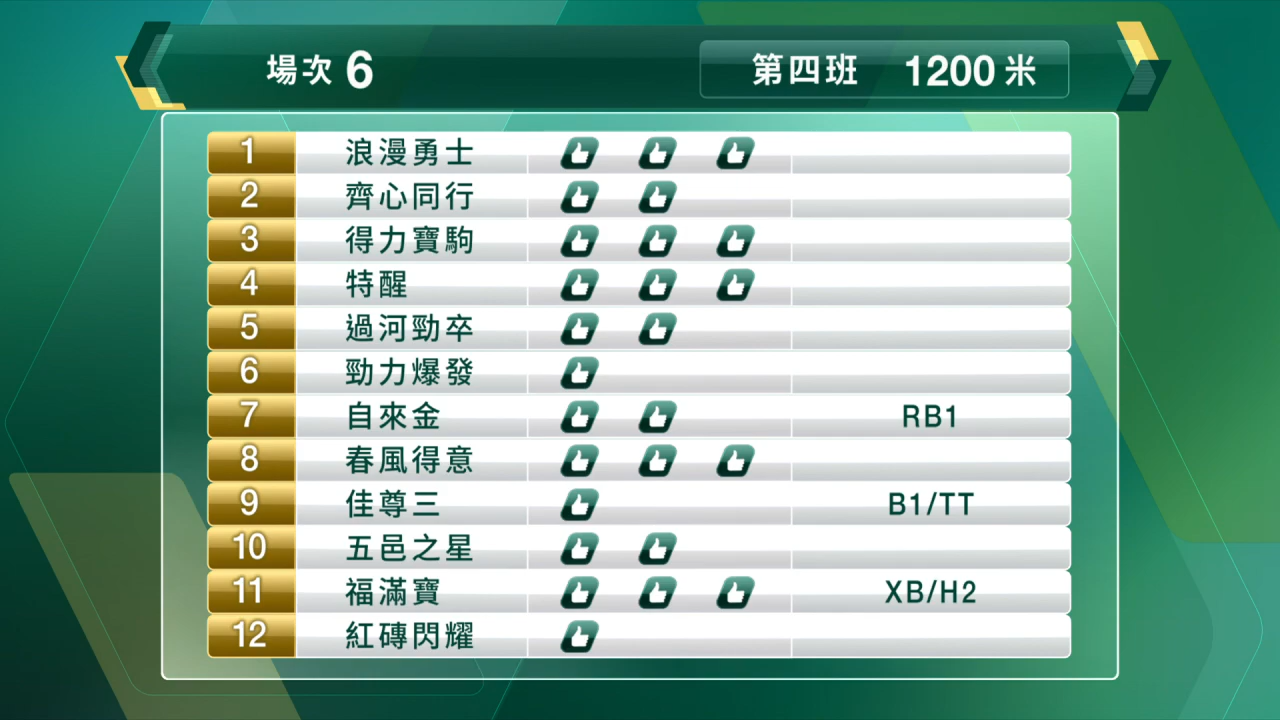 場次 6 第四班 1200 米
1 浪漫勇士
2 齊心同行
3 得力寶駒
4 特醒
5 過河勁卒
6 勁力爆發
7 自來金 RB1
8 春風得意
9 佳尊三 B1/TT
10 五邑之星
11 福滿寶 XB/H2
12 紅磚閃耀